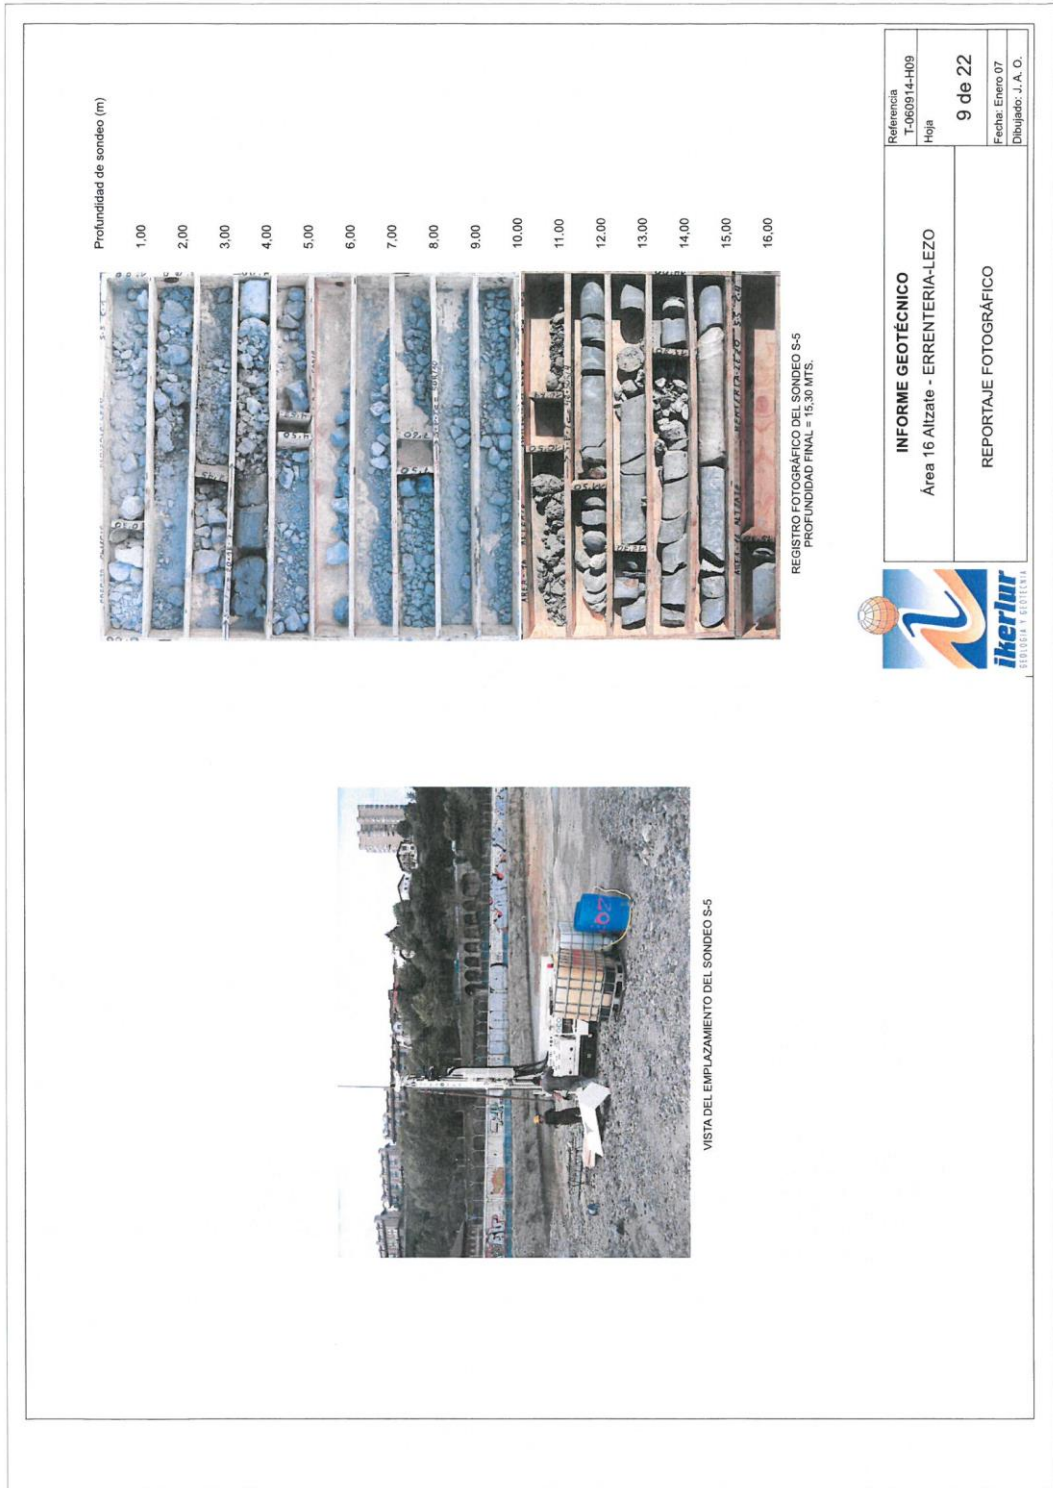 VISTA DEL EMPLAZAMIENTO DEL SONDEO S-5
Profundidad de sondeo (m)
1,00
2,00
3,00
4,00
5,00
6,00
7,00
8,00
9,00
10.00
11.00
12.00
13.00
14,00
15,00
16,00
REGISTRO FOTOGRÁFICO DEL SONDEO S-5
PROFUNDIDAD FINAL = 15,30 MTS.
ikerlur
GEOLOGIA Y GEOTECNIA
INFORME GEOTÉCNICO
Área 16 Altzate - ERRENTERIA-LEZO
REPORTAJE FOTOGRÁFICO
Referencia
T-060914-H09
Hoja
9 de 22
Fecha: Enero 07
Dibujado: J. A. O.